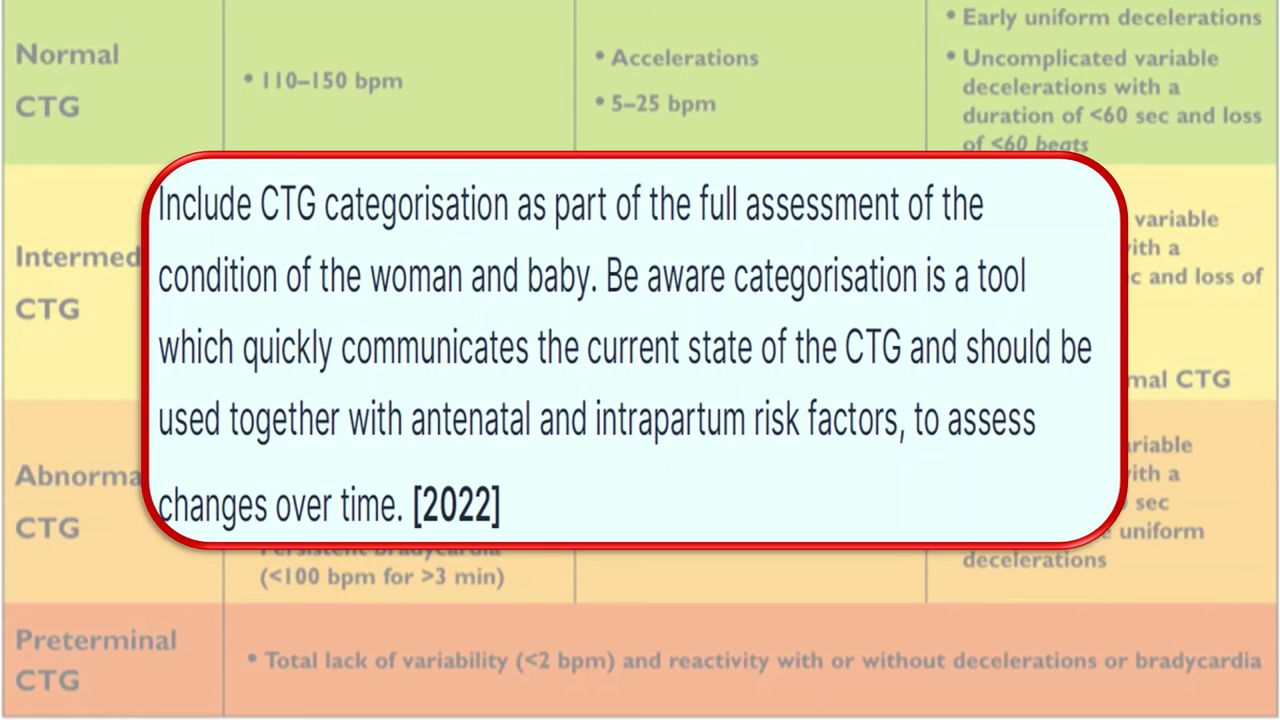 Normal
CTG
• 110–150 bpm
• Accelerations
• 5–25 bpm
• Early uniform decelerations
• Uncomplicated variable
decelerations with a
duration of <60 sec and loss
of <60 beats
Include CTG categorisation as part of the full assessment of the
condition of the woman and baby. Be aware categorisation is a tool
which quickly communicates the current state of the CTG and should be
used together with antenatal and intrapartum risk factors, to assess
changes over time. [2022]
CTG
variable
and loss of
CTG
CTG
Persistent bradycardia
(<100 bpm for >3 min)
sec
uniform
decelerations
Preterminal
CTG
• Total lack of variability (<2 bpm) and reactivity with or without decelerations or bradycardia